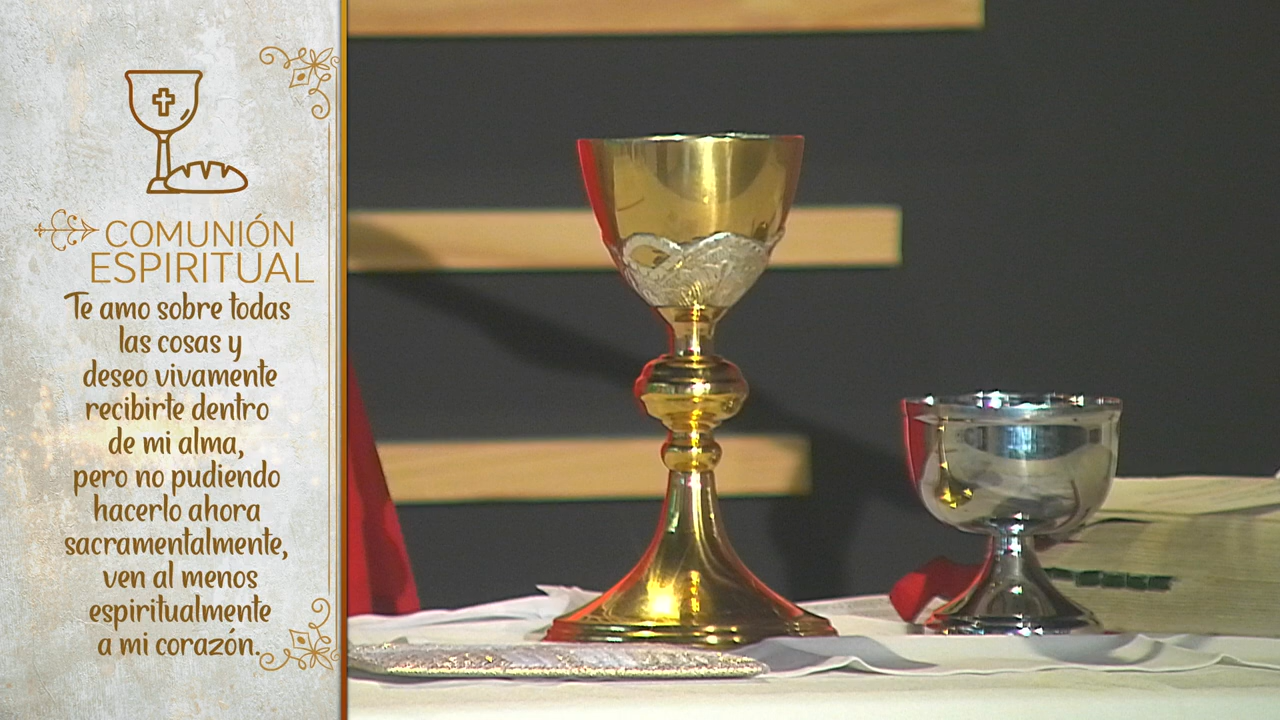 COMUNIÓN
ESPIRITUAL
Te amo sobre todas
las cosas y
deseo vivamente
recibirte dentro
de mi alma,
pero no pudiendo
hacerlo ahora
sacramentalmente,
ven al menos
espiritualmente
a mi corazón.